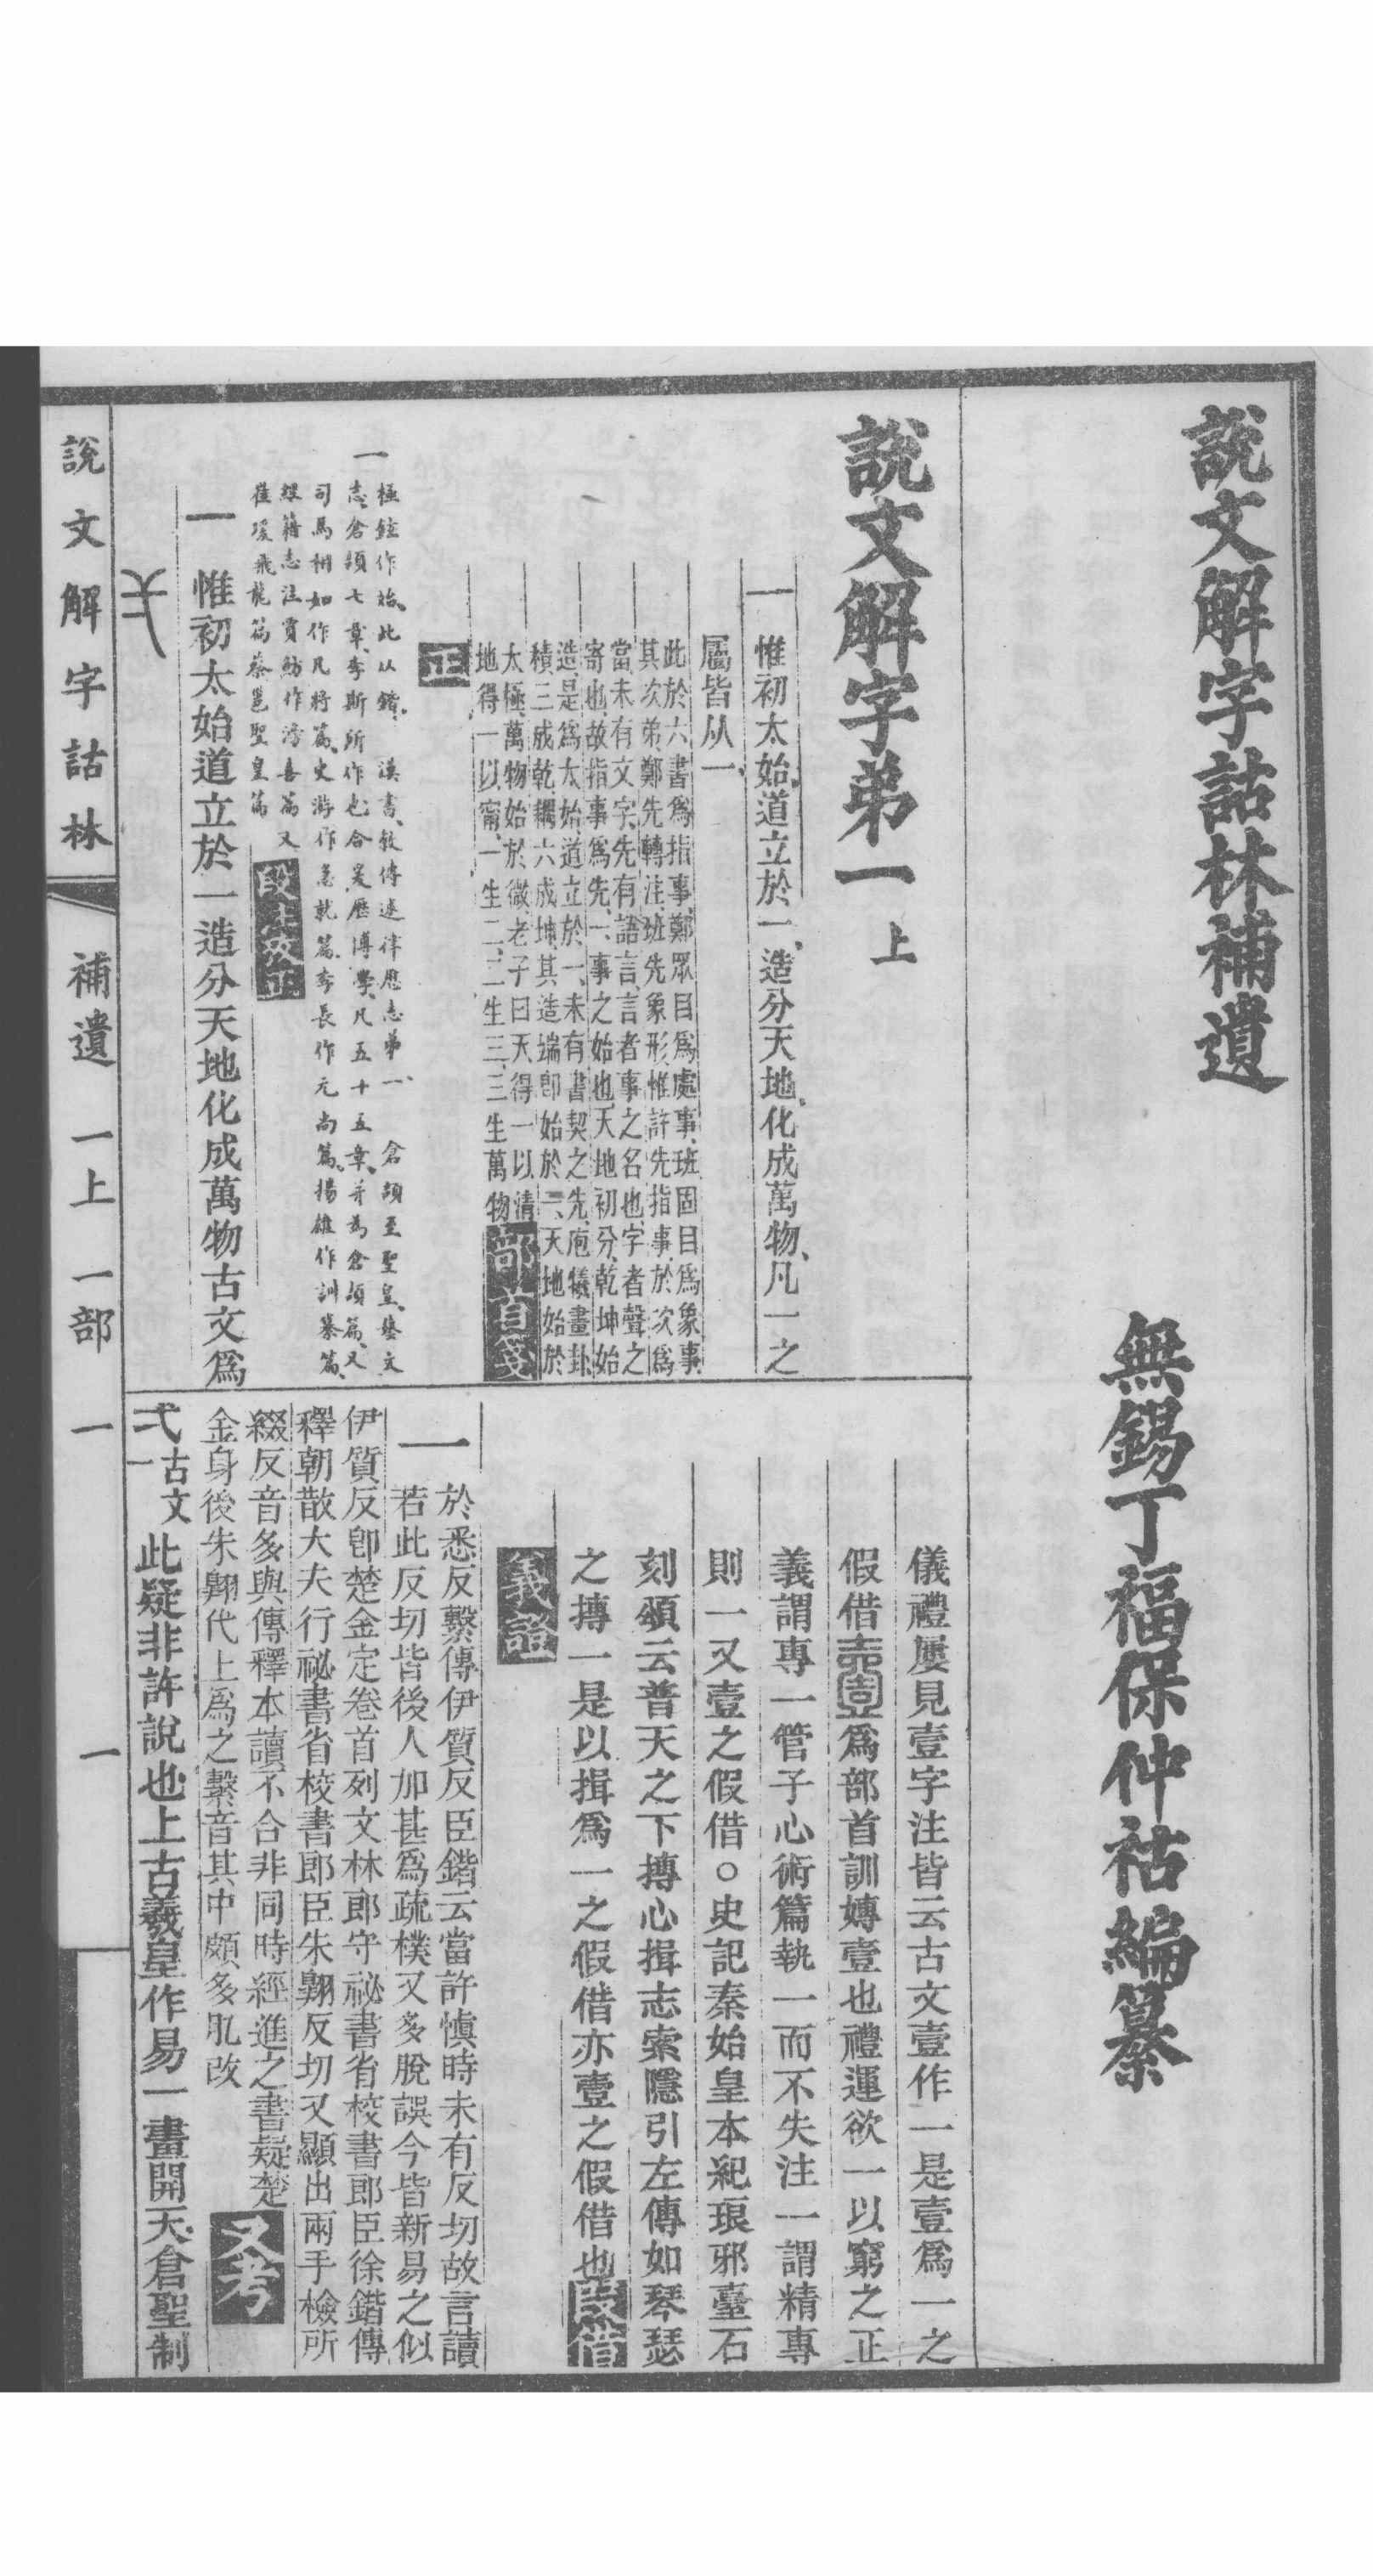 說文解字詁林補遺
無錫丁福保仲祜編纂
說文解字弟一上
一 惟初太始道立於一造分天地化成萬物凡一之
屬皆从一
此於六書爲指事鄭眾目爲處事班固目爲象事
其次弟鄭先轉注班先象形惟許先指事於次爲
當未有文字先有語言言者事之名也字者聲之
寄也故指事爲先一事之始也天地初分乾坤始
造是爲太始道立於一未有書契之先庖犧畫卦
積三成乾耦六成坤其造端卽始於一天地始於
太極萬物始於微老子曰天得一以清
地得一以甯一生二二生三三生萬物 部首箋
正
極鉉作始此以鍇 漢書敘傳述律厤志弟一 倉頡至聖皇藝文
一
志倉頡七章李斯所作也合爰歷博學凡五十五章并爲倉頡篇又
司馬相如作凡將篇史游作急就篇李長作元尚篇揚雄作訓纂篇
經籍志注賈魴作滂喜篇又
崔瑗飛龍篇蔡邕聖皇篇 段注
一 惟初太始道立於一造分天地化成萬物古文爲
儀禮屢見壹字注皆云古文壹作一是壹爲一之
假借壺壹爲部首訓嫥壹也禮運欲一以窮之正
義謂專一管子心術篇執一而不失注一謂精專
則一又壹之假借○史記秦始皇本紀琅邪臺石
刻頌云普天之下摶心揖志索隱引左傳如琴瑟
之摶一是以揖爲一之假借亦壹之假借也
義證
於悉反繫傳伊質反臣鍇云當許愼時未有反切故言讀
一
若此反切皆後人加甚爲疏樸又多脫誤今皆新易之似
伊質反卽楚金定卷首列文林郎守祕書省校書郎臣徐鍇傳
釋朝散大夫行祕書省校書郎臣朱翱反切又顯出兩手檢所
綴反音多與傳釋本讀不合非同時經進之書疑楚
金身後朱翱代上爲之繫音其中頗多肊改
弌 古文一 此疑非許說也上古羲皇作易一畫開天倉聖制
說文解字詁林 補遺 一上 一部 一
一